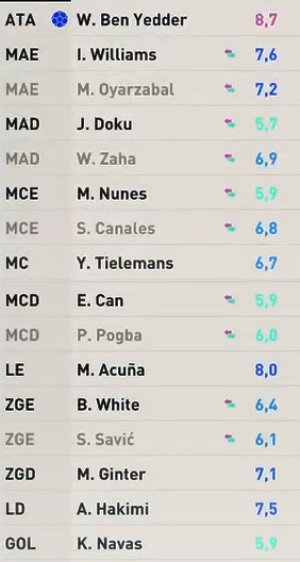 ATA W. Ben Yedder 8,7
MAE I. Williams 7,6
MAE M. Oyarzabal 7,2
MAD J. Doku 5,7
MAD W. Zaha 6,9
MCE M. Nunes 5,9
MCE S. Canales 6,8
MC Y. Tielemans 6,7
MCD E. Can 5,9
MCD P. Pogba 6,0
LE M. Acuña 8,0
ZGE B. White 6,4
ZGE S. Savić 6,1
ZGD M. Ginter 7,1
LD A. Hakimi 7,5
GOL K. Navas 5,9